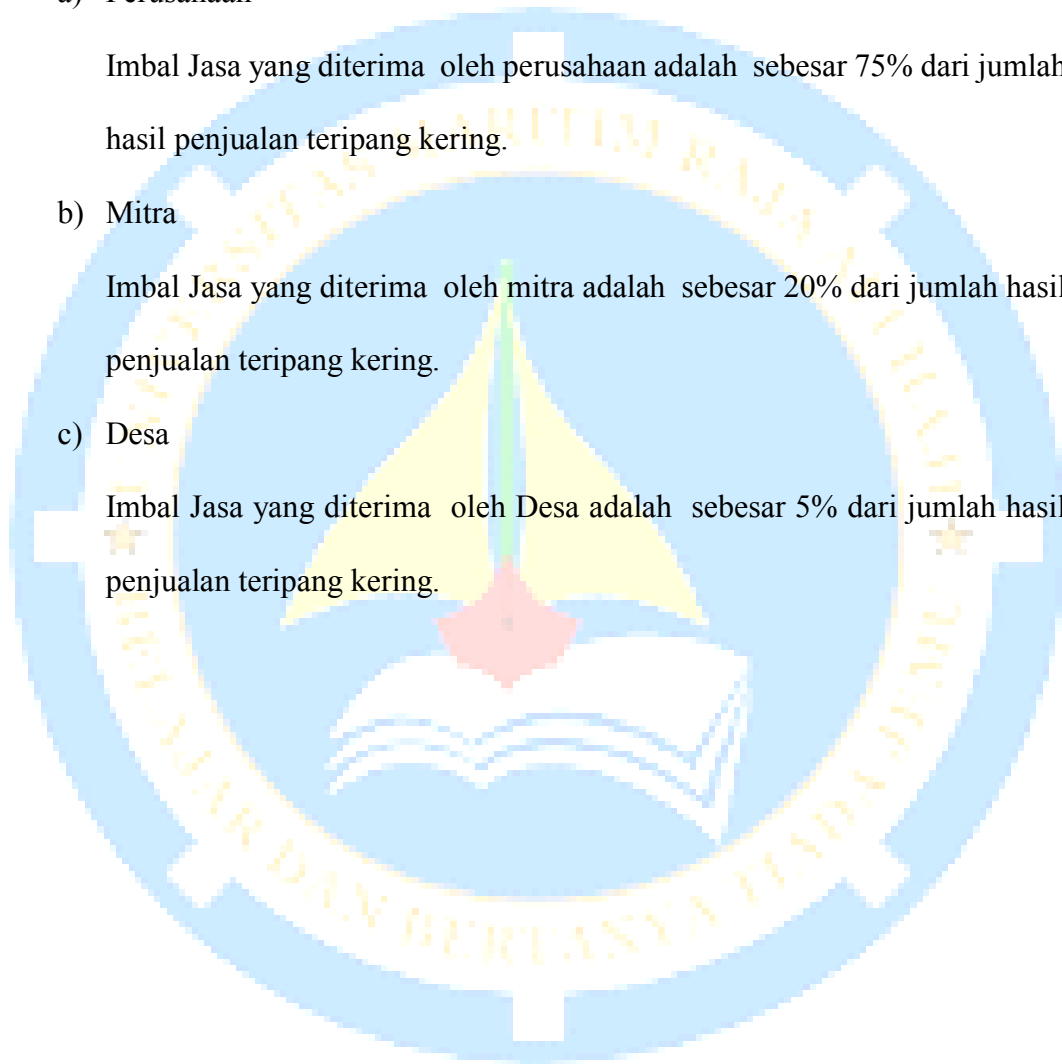 a) Perusahaan
Imbal Jasa yang diterima oleh perusahaan adalah sebesar 75% dari jumlah
hasil penjualan teripang kering.
b) Mitra
Imbal Jasa yang diterima oleh mitra adalah sebesar 20% dari jumlah hasil
penjualan teripang kering.
c) Desa
Imbal Jasa yang diterima oleh Desa adalah sebesar 5% dari jumlah hasil
penjualan teripang kering.